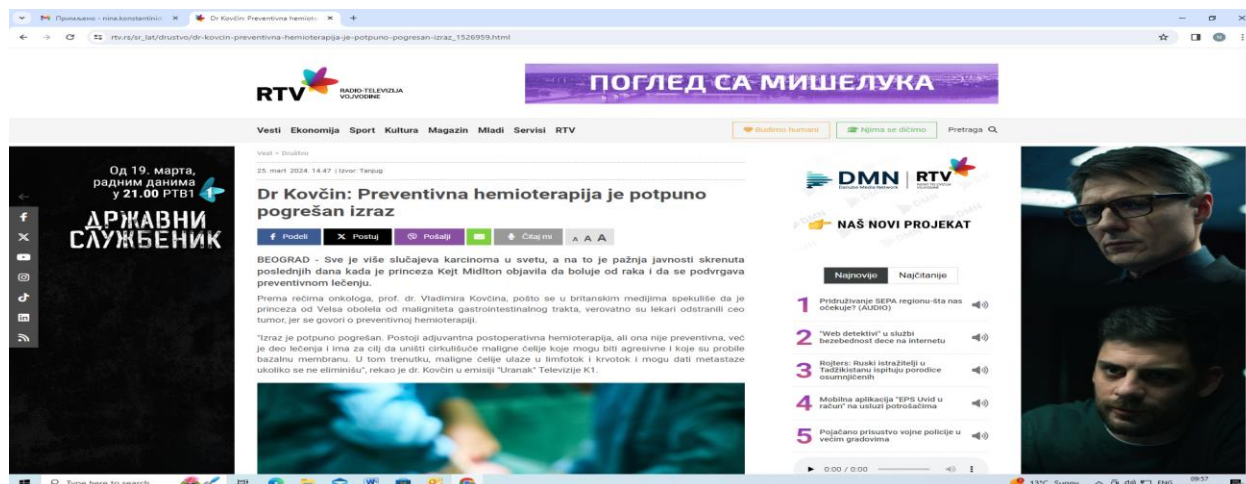 Примљено - nina.konstantinic
Dr Kovčin: Preventivna hemiote
rtv.rs/sr_lat/drustvo/dr-kovcin-preventivna-hemioterapija-je-potpuno-pogresan-izraz_1526959.html
RTV RADIO-TELEVIZIJA
VOJVODINE
ПОГЛЕД СА МИШЕЛУКА
Vesti Ekonomija Sport Kultura Magazin Mladi Servisi RTV
Budimo humani
Njima se dičimo
Pretraga
Од 19. марта,
радним данима
у 21.00 РТВ1
ДРЖАВНИ
СЛУЖБЕНИК
Vesti > Društvo
25. mart 2024. 14:47 | Izvor: Tanjug
Dr Kovčin: Preventivna hemioterapija je potpuno
pogrešan izraz
Podeli
Postuj
Pošalji
Čitaj mi
A A A
BEOGRAD - Sve je više slučajeva karcinoma u svetu, a na to je pažnja javnosti skrenuta
poslednjih dana kada je princeza Kejt Midlton objavila da boluje od raka i da se podvrgava
preventivnom lečenju.
Prema rečima onkologa, prof. dr. Vladimira Kovčina, pošto se u britanskim medijima spekuliše da je
princeza od Velsa obolela od maligniteta gastrointestinalnog trakta, verovatno su lekari odstranili ceo
tumor, jer se govori o preventivnoj hemioterapiji.
"Izraz je potpuno pogrešan. Postoji adjuvantna postoperativna hemioterapija, ali ona nije preventivna, već
je deo lečenja i ima za cilj da uništi cirkulišuće maligne ćelije koje mogu biti agresivne i koje su probile
bazalnu membranu. U tom trenutku, maligne ćelije ulaze u limfotok i krvotok i mogu dati metastaze
ukoliko se ne eliminišu", rekao je dr. Kovčin u emisiji "Uranak" Televizije K1.
DMN RTV
Danube Media Network
NAŠ NOVI PROJEKAT
Najnovije
Najčitanije
1 Pridruživanje SEPA regionu-šta nas
očekuje? (AUDIO)
2 "Web detektivi" u službi
bezebednost dece na internetu
3 Rojters: Ruski istražitelji u
Tadžikistanu ispituju porodice
osumnjičenih
4 Mobilna aplikacija "EPS Uvid u
račun" na usluzi potrošačima
5 Pojačano prisustvo vojne policije u
većim gradovima
0:00 / 0:00
Type here to search
13°C Sunny
ENG
09:57